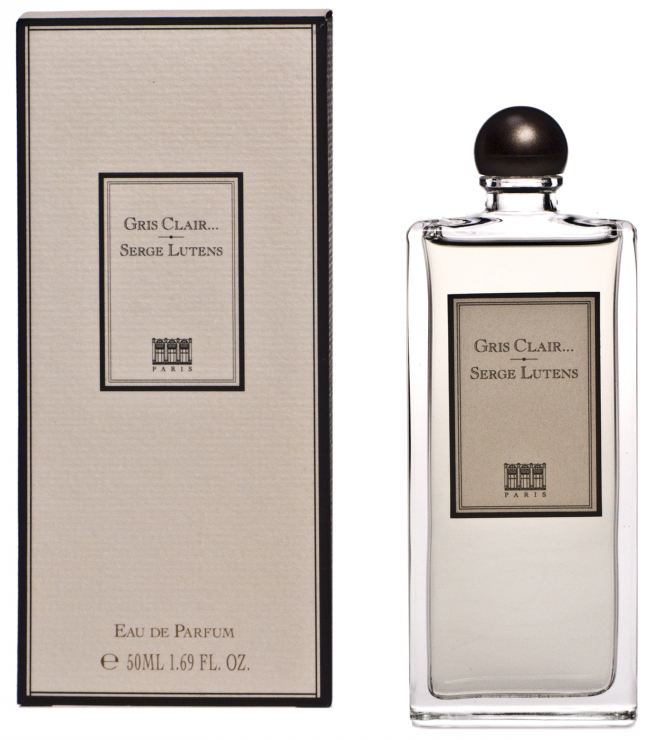 GRIS CLAIR...
SERGE LUTENS
PARIS
EAU DE PARFUM
℮ 50ML 1.69 FL. OZ.
GRIS CLAIR...
SERGE LUTENS
PARIS